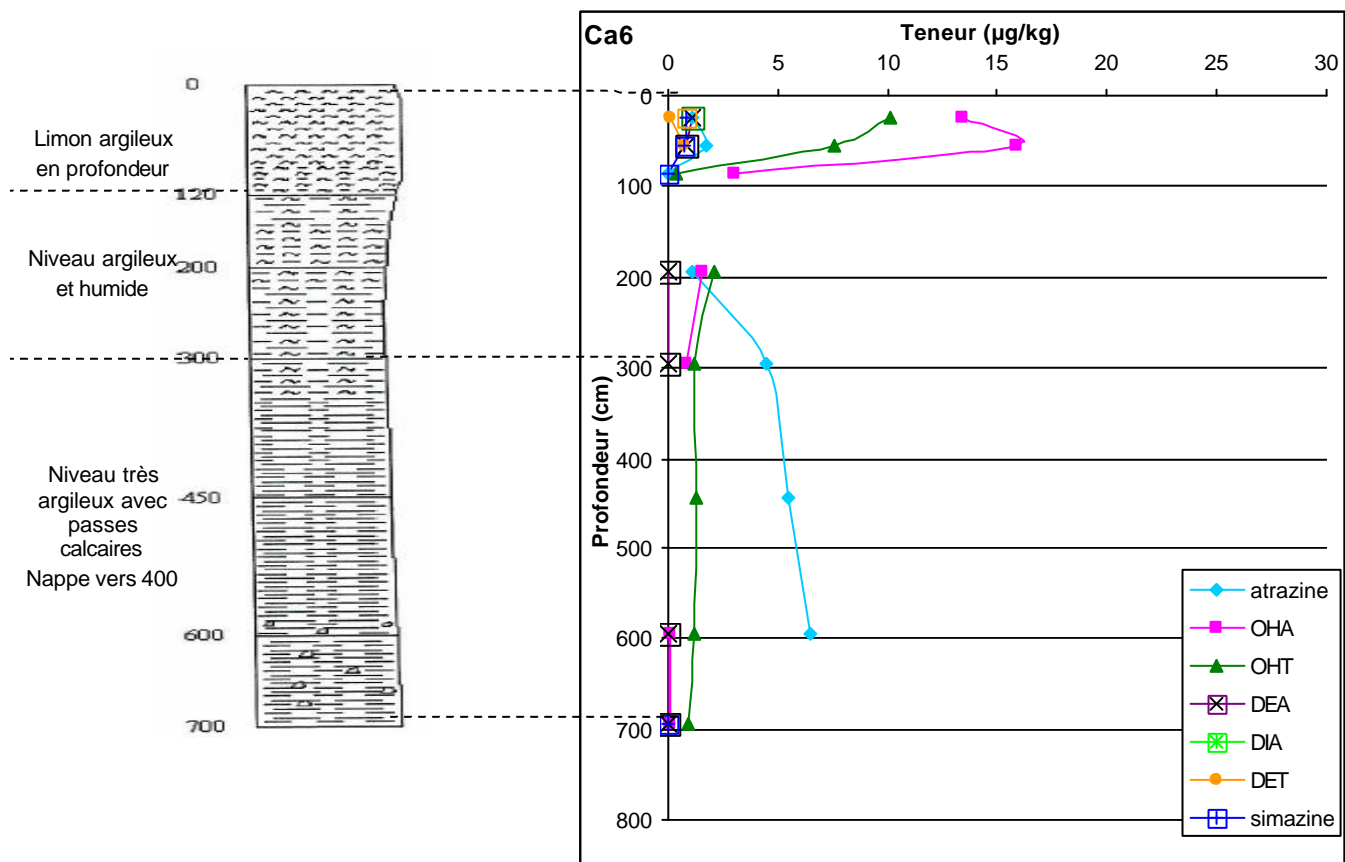 0
Limon argileux
en profondeur
120
Niveau argileux
et humide
200
300
Niveau très
argileux avec
passes
calcaires
Nappe vers 400
450
600
700
Ca6
Teneur (µg/kg)
0 5 10 15 20 25 30
Profondeur (cm)
0
100
200
300
400
500
600
700
800
atrazine
OHA
OHT
DEA
DIA
DET
simazine